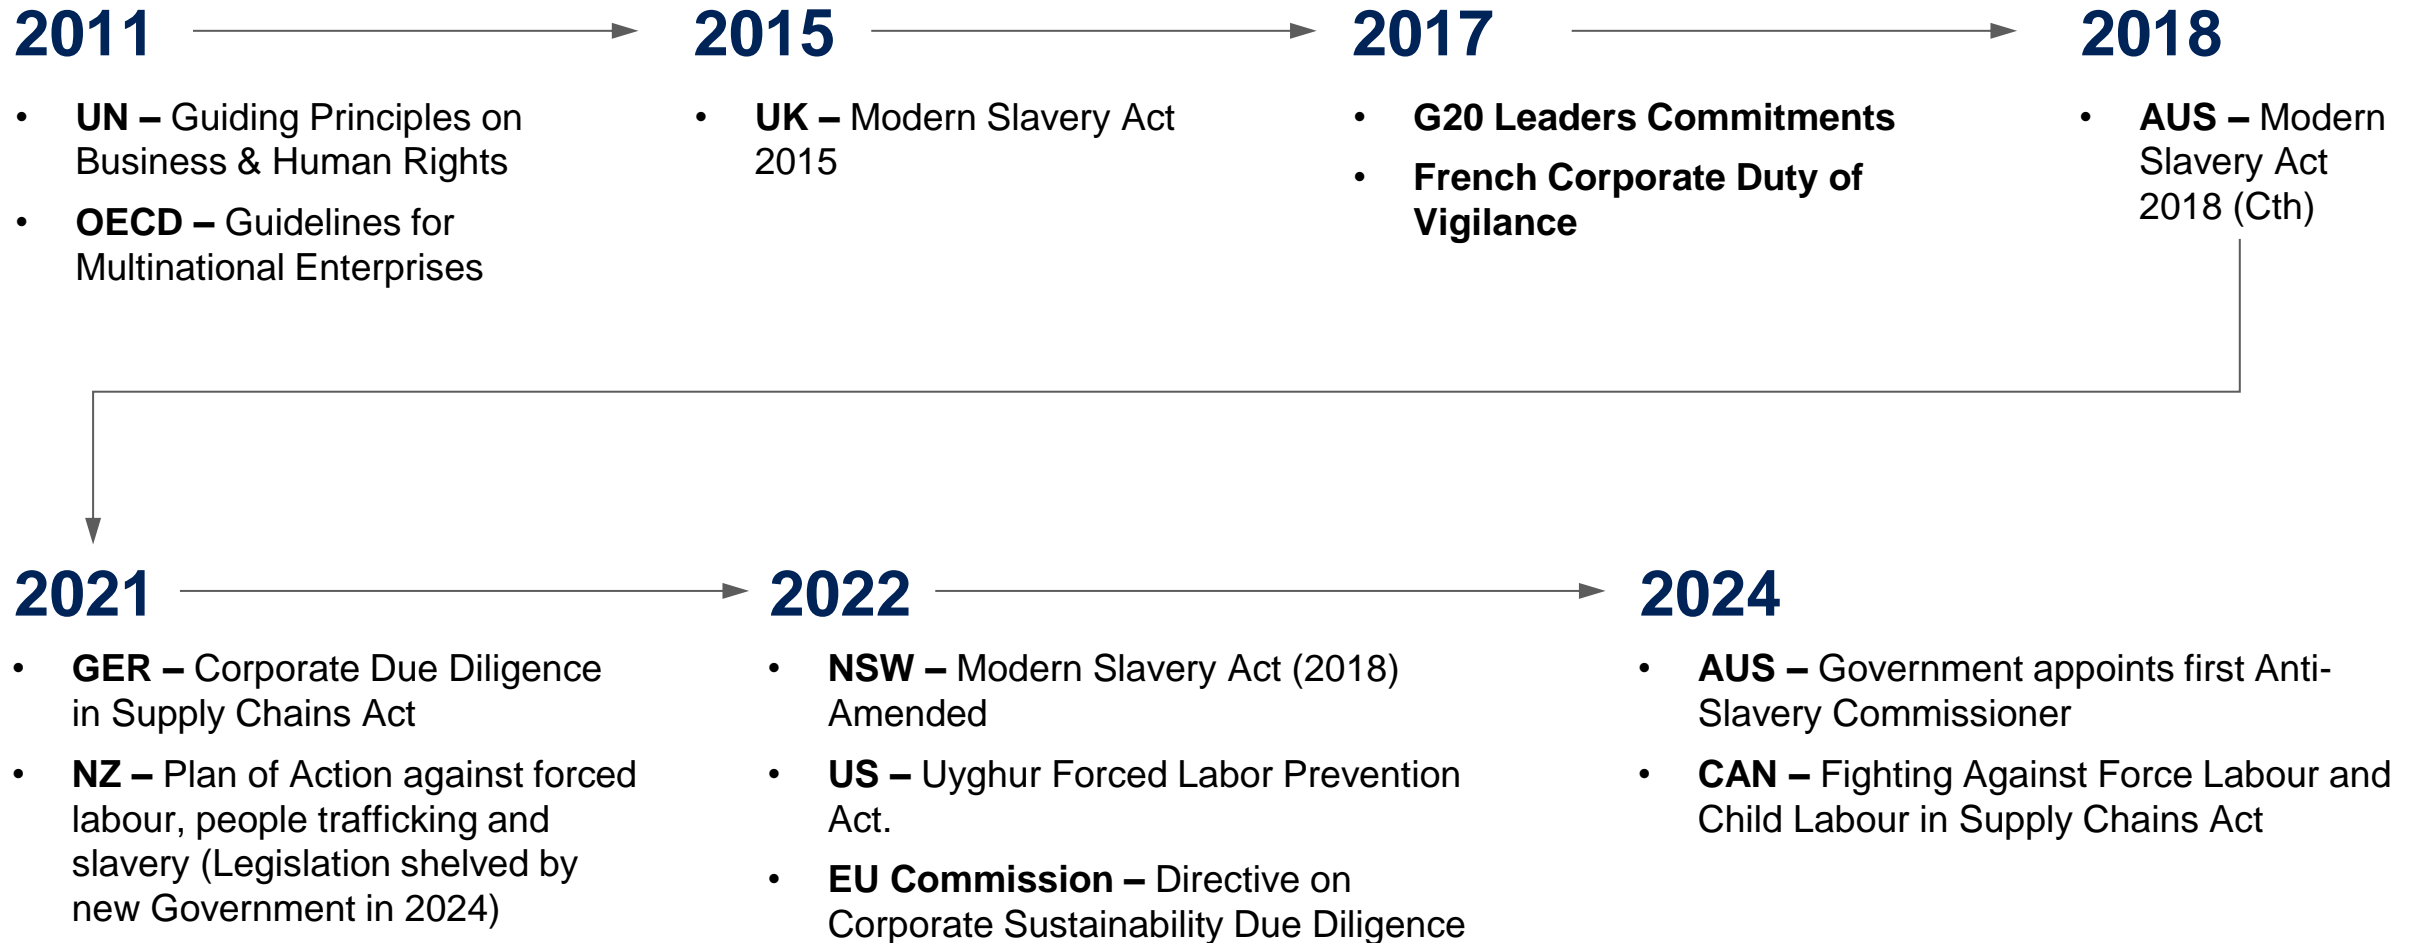 2011
• UN – Guiding Principles on
Business & Human Rights
• OECD – Guidelines for
Multinational Enterprises
2015
• UK – Modern Slavery Act
2015
2017
• G20 Leaders Commitments
• French Corporate Duty of
Vigilance
2018
• AUS – Modern
Slavery Act
2018 (Cth)
2021
• GER – Corporate Due Diligence
in Supply Chains Act
• NZ – Plan of Action against forced
labour, people trafficking and
slavery (Legislation shelved by
new Government in 2024)
2022
• NSW – Modern Slavery Act (2018)
Amended
• US – Uyghur Forced Labor Prevention
Act.
• EU Commission – Directive on
Corporate Sustainability Due Diligence
2024
• AUS – Government appoints first Anti-
Slavery Commissioner
• CAN – Fighting Against Force Labour and
Child Labour in Supply Chains Act